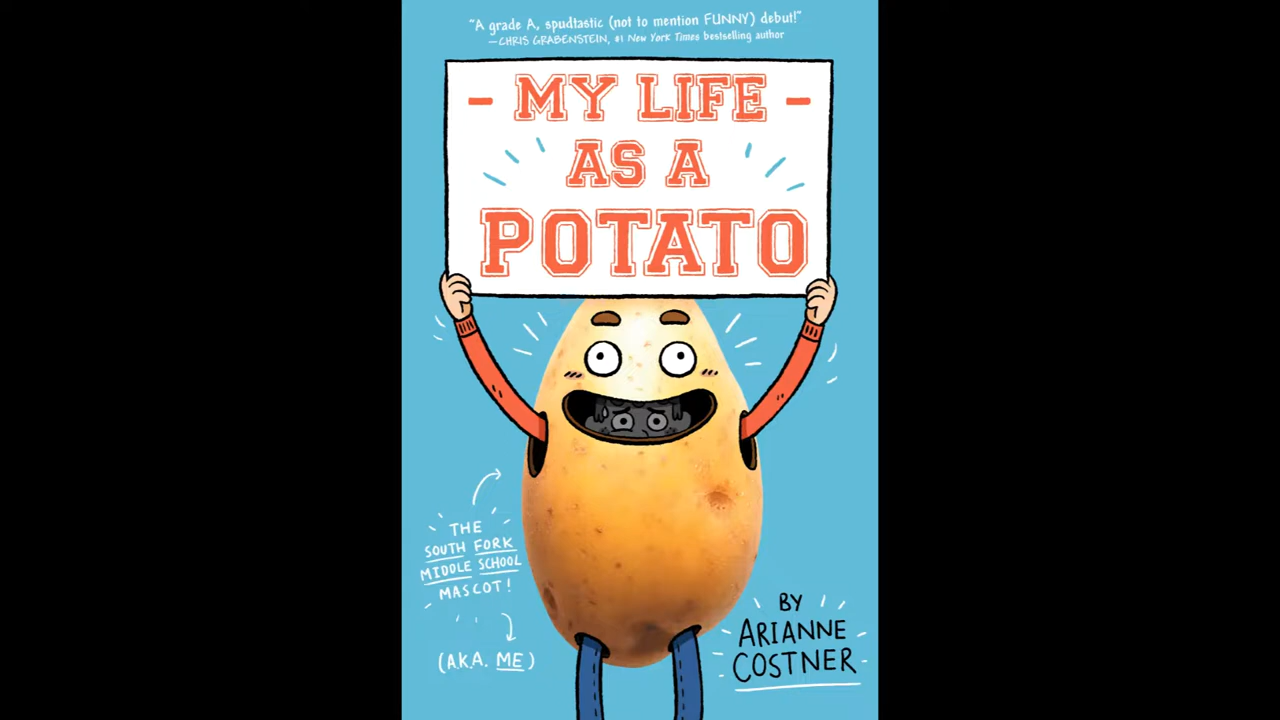 "A grade A, spudtastic (not to mention FUNNY) debut!"
—CHRIS GRABENSTEIN, #1 New York Times bestselling author
- MY LIFE -
AS A
POTATO
THE
SOUTH FORK
MIDDLE SCHOOL
MASCOT!
(A.K.A. ME)
BY
ARIANNE
COSTNER